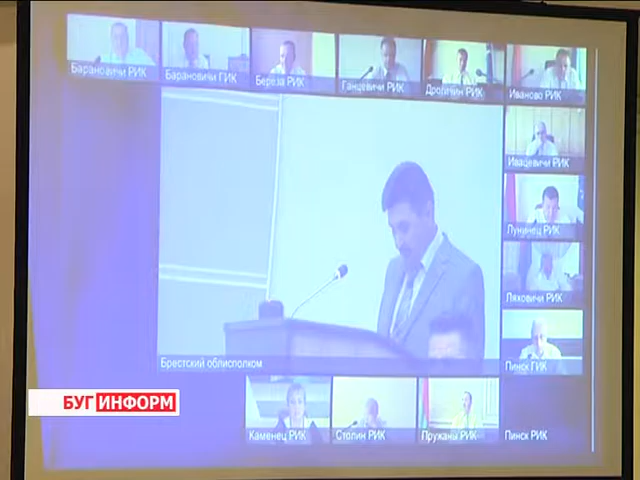 Барановичи РИК
Барановичи ГИК
Береза РИК
Ганцевичи РИК
Дрогичин РИК
Иваново РИК
Ивацевичи РИК
Лунинец РИК
Ляховичи РИК
Брестский облисполком
Пинск ГИК
БУГИНФОРМ
Каменец РИК
Столин РИК
Пружаны РИК
Пинск РИК